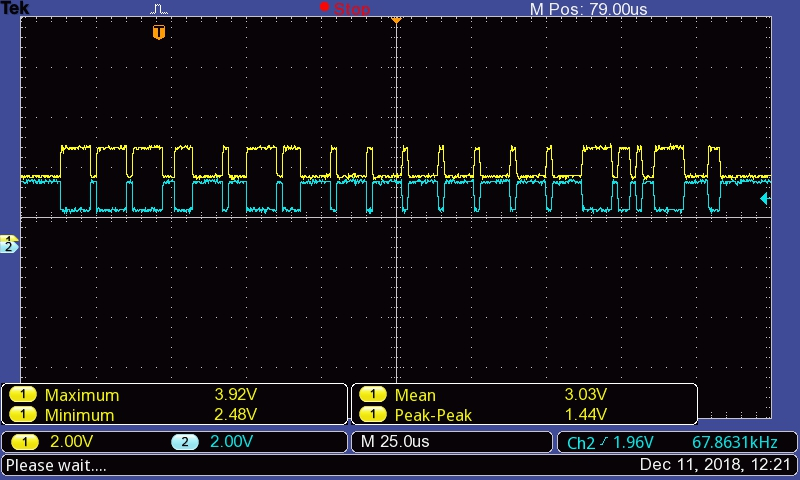 Tek Stop M Pos: 79.00us
T
1
2
1 Maximum 3.92V 1 Mean 3.03V
1 Minimum 2.48V 1 Peak-Peak 1.44V
1 2.00V 2 2.00V M 25.0us Ch2 1.96V 67.8631kHz
Please wait.... Dec 11, 2018, 12:21